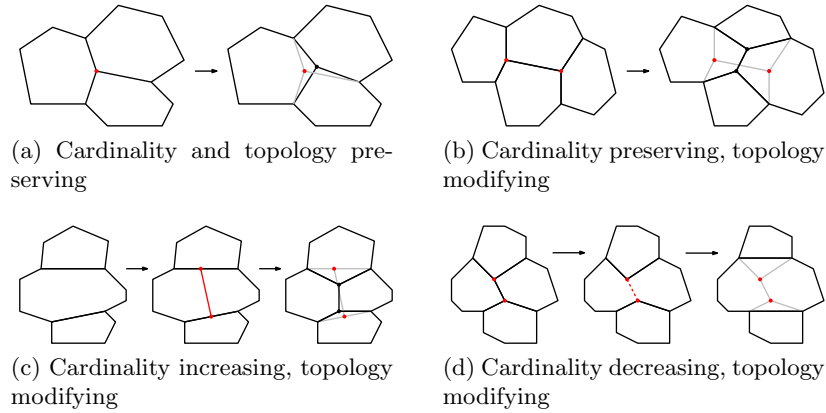 (a) Cardinality and topology pre-
serving
(b) Cardinality preserving, topology
modifying
(c) Cardinality increasing, topology
modifying
(d) Cardinality decreasing, topology
modifying